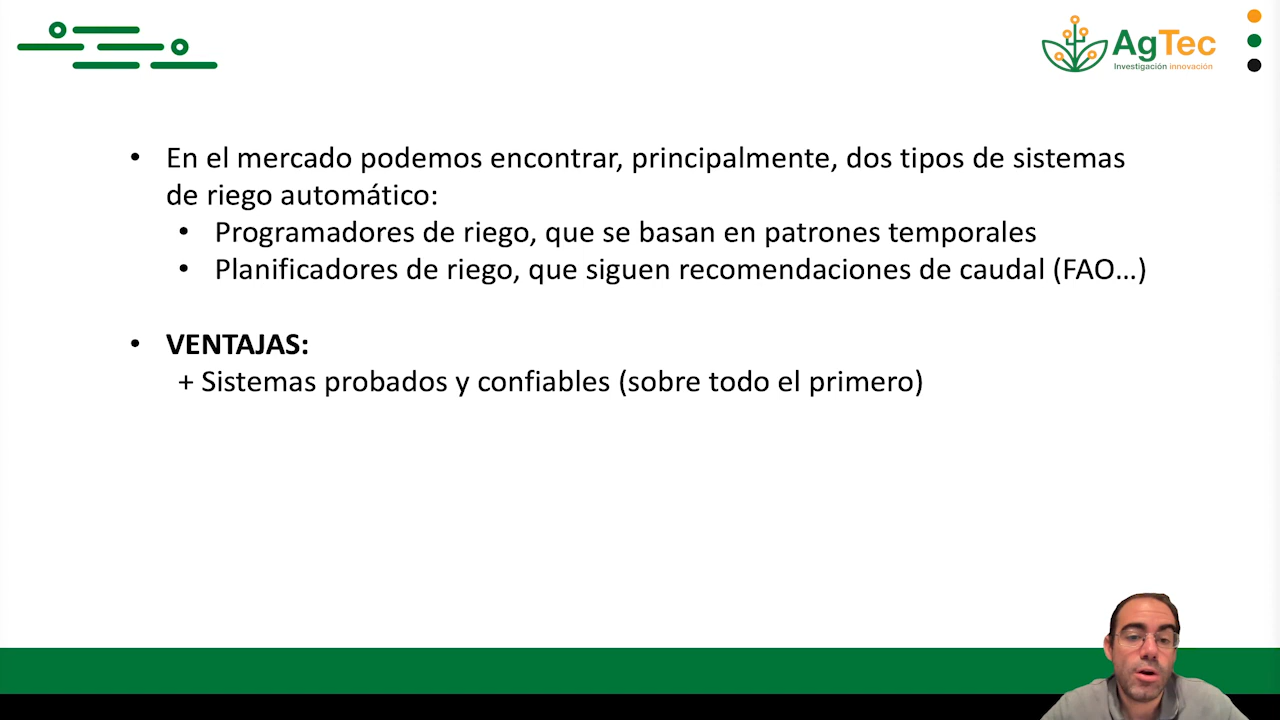 AgTec
Investigación innovación
• En el mercado podemos encontrar, principalmente, dos tipos de sistemas
de riego automático:
• Programadores de riego, que se basan en patrones temporales
• Planificadores de riego, que siguen recomendaciones de caudal (FAO…)
• VENTAJAS:
+ Sistemas probados y confiables (sobre todo el primero)